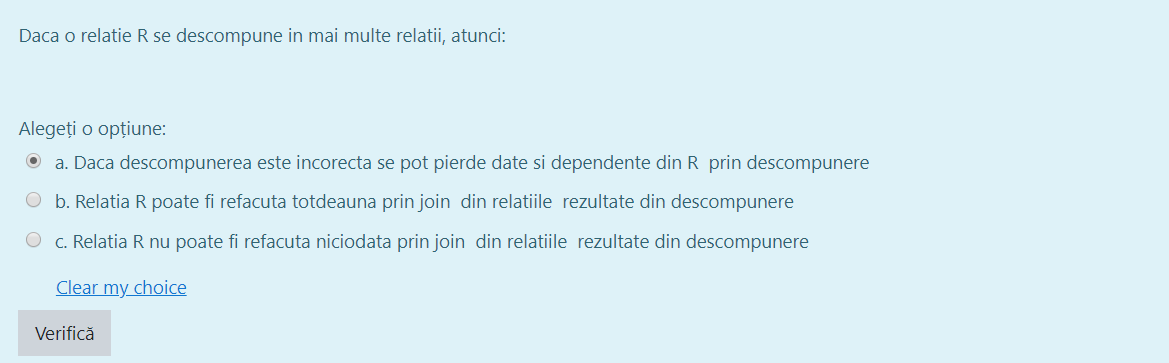 Daca o relatie R se descompune in mai multe relatii, atunci:
Alegeți o opțiune:
a. Daca descompunerea este incorecta se pot pierde date si dependente din R prin descompunere
b. Relatia R poate fi refacuta totdeauna prin join din relatiile rezultate din descompunere
c. Relatia R nu poate fi refacuta niciodata prin join din relatiile rezultate din descompunere
Clear my choice
Verifică